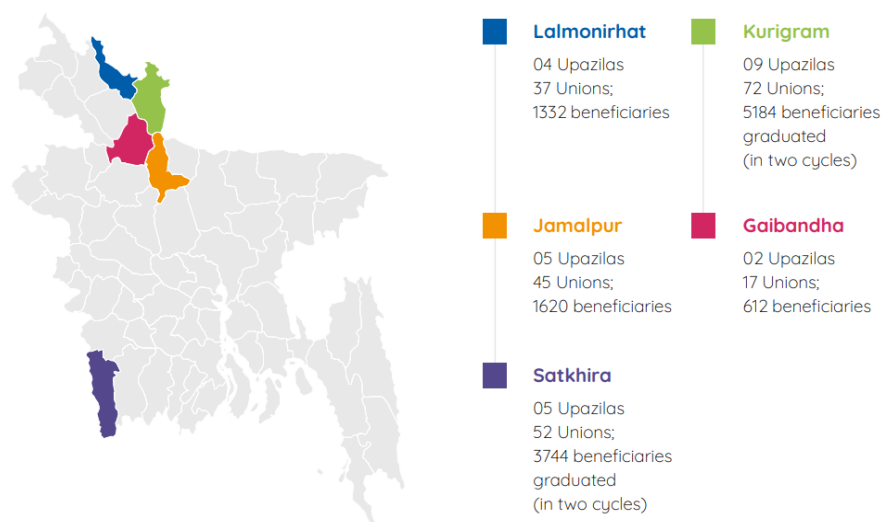 Lalmonirhat
04 Upazilas
37 Unions;
1332 beneficiaries
Kurigram
09 Upazilas
72 Unions;
5184 beneficiaries
graduated
(in two cycles)
Jamalpur
05 Upazilas
45 Unions;
1620 beneficiaries
Gaibandha
02 Upazilas
17 Unions;
612 beneficiaries
Satkhira
05 Upazilas
52 Unions;
3744 beneficiaries
graduated
(in two cycles)